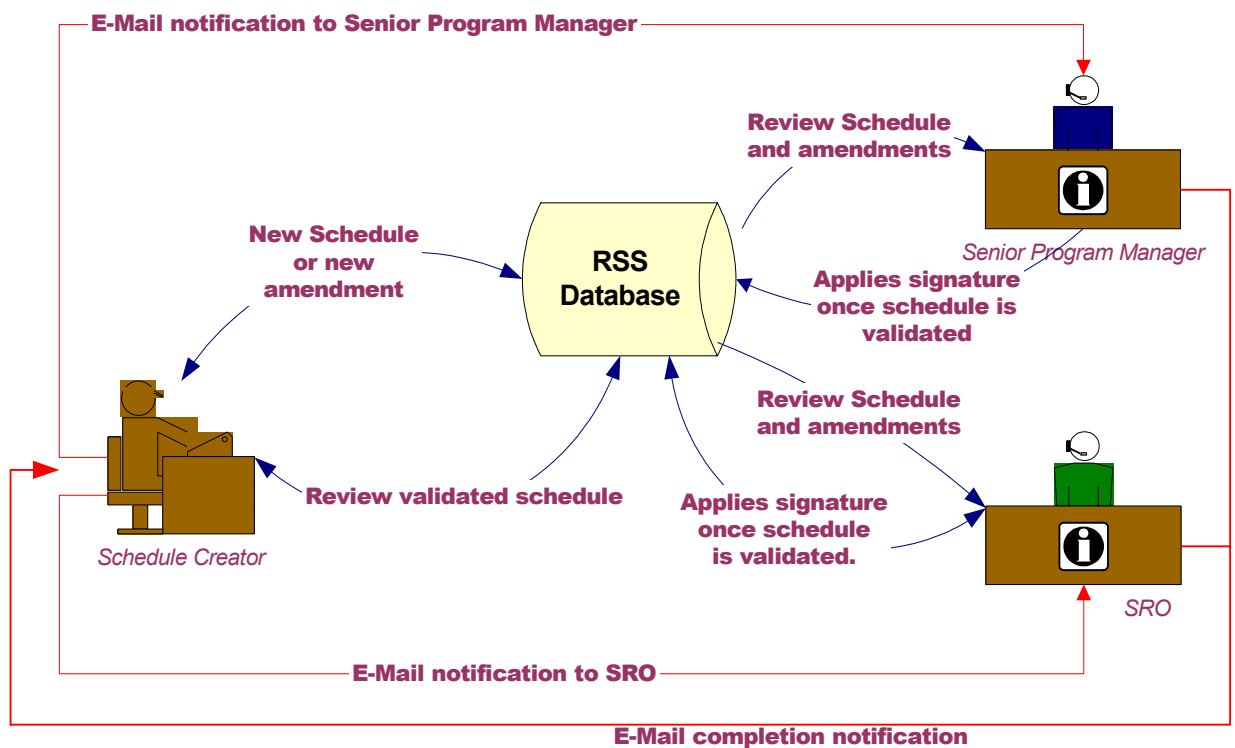 E-Mail notification to Senior Program Manager
Review Schedule
and amendments
New Schedule
or new
amendment
RSS
Database
Senior Program Manager
Applies signature
once schedule is
validated
Review Schedule
and amendments
Review validated schedule
Applies signature
once schedule
is validated.
Schedule Creator
SRO
E-Mail notification to SRO
E-Mail completion notification